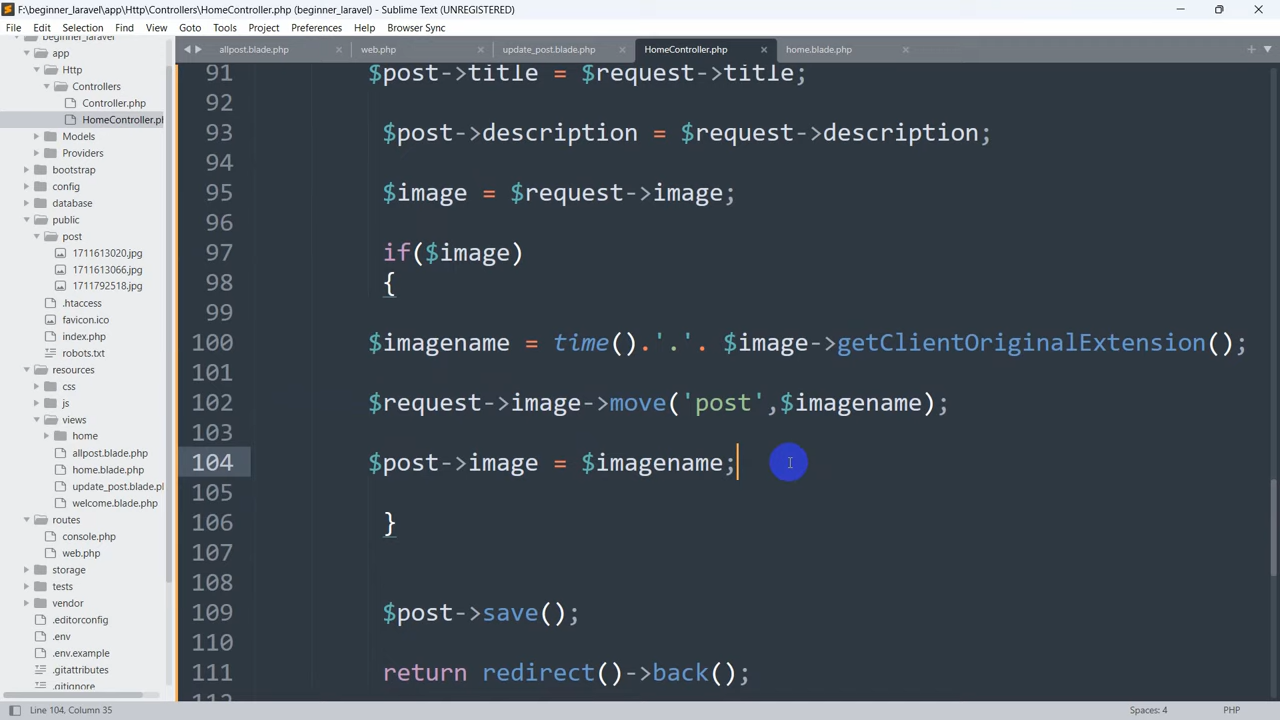 F:\beginner_laravel\app\Http\Controllers\HomeController.php (beginner_laravel) - Sublime Text (UNREGISTERED)
File Edit Selection Find View Goto Tools Project Preferences Help Browser Sync
allpost.blade.php web.php update_post.blade.php HomeController.php home.blade.php
beginner_laravel
app
Http
Controllers
Controller.php
HomeController.ph
Models
Providers
bootstrap
config
database
public
post
1711613020.jpg
1711613066.jpg
1711792518.jpg
.htaccess
favicon.ico
index.php
robots.txt
resources
css
js
views
home
allpost.blade.php
home.blade.php
update_post.blade.pl
welcome.blade.php
routes
console.php
web.php
storage
tests
vendor
.editorconfig
.env
.env.example
.gitattributes
.gitignore
91 $post->title = $request->title;
92
93 $post->description = $request->description;
94
95 $image = $request->image;
96
97 if($image)
98 {
99
100 $imagename = time().'.'. $image->getClientOriginalExtension();
101
102 $request->image->move('post',$imagename);
103
104 $post->image = $imagename;
105
106 }
107
108
109 $post->save();
110
111 return redirect()->back();
112
Line 104, Column 35
Spaces: 4
PHP